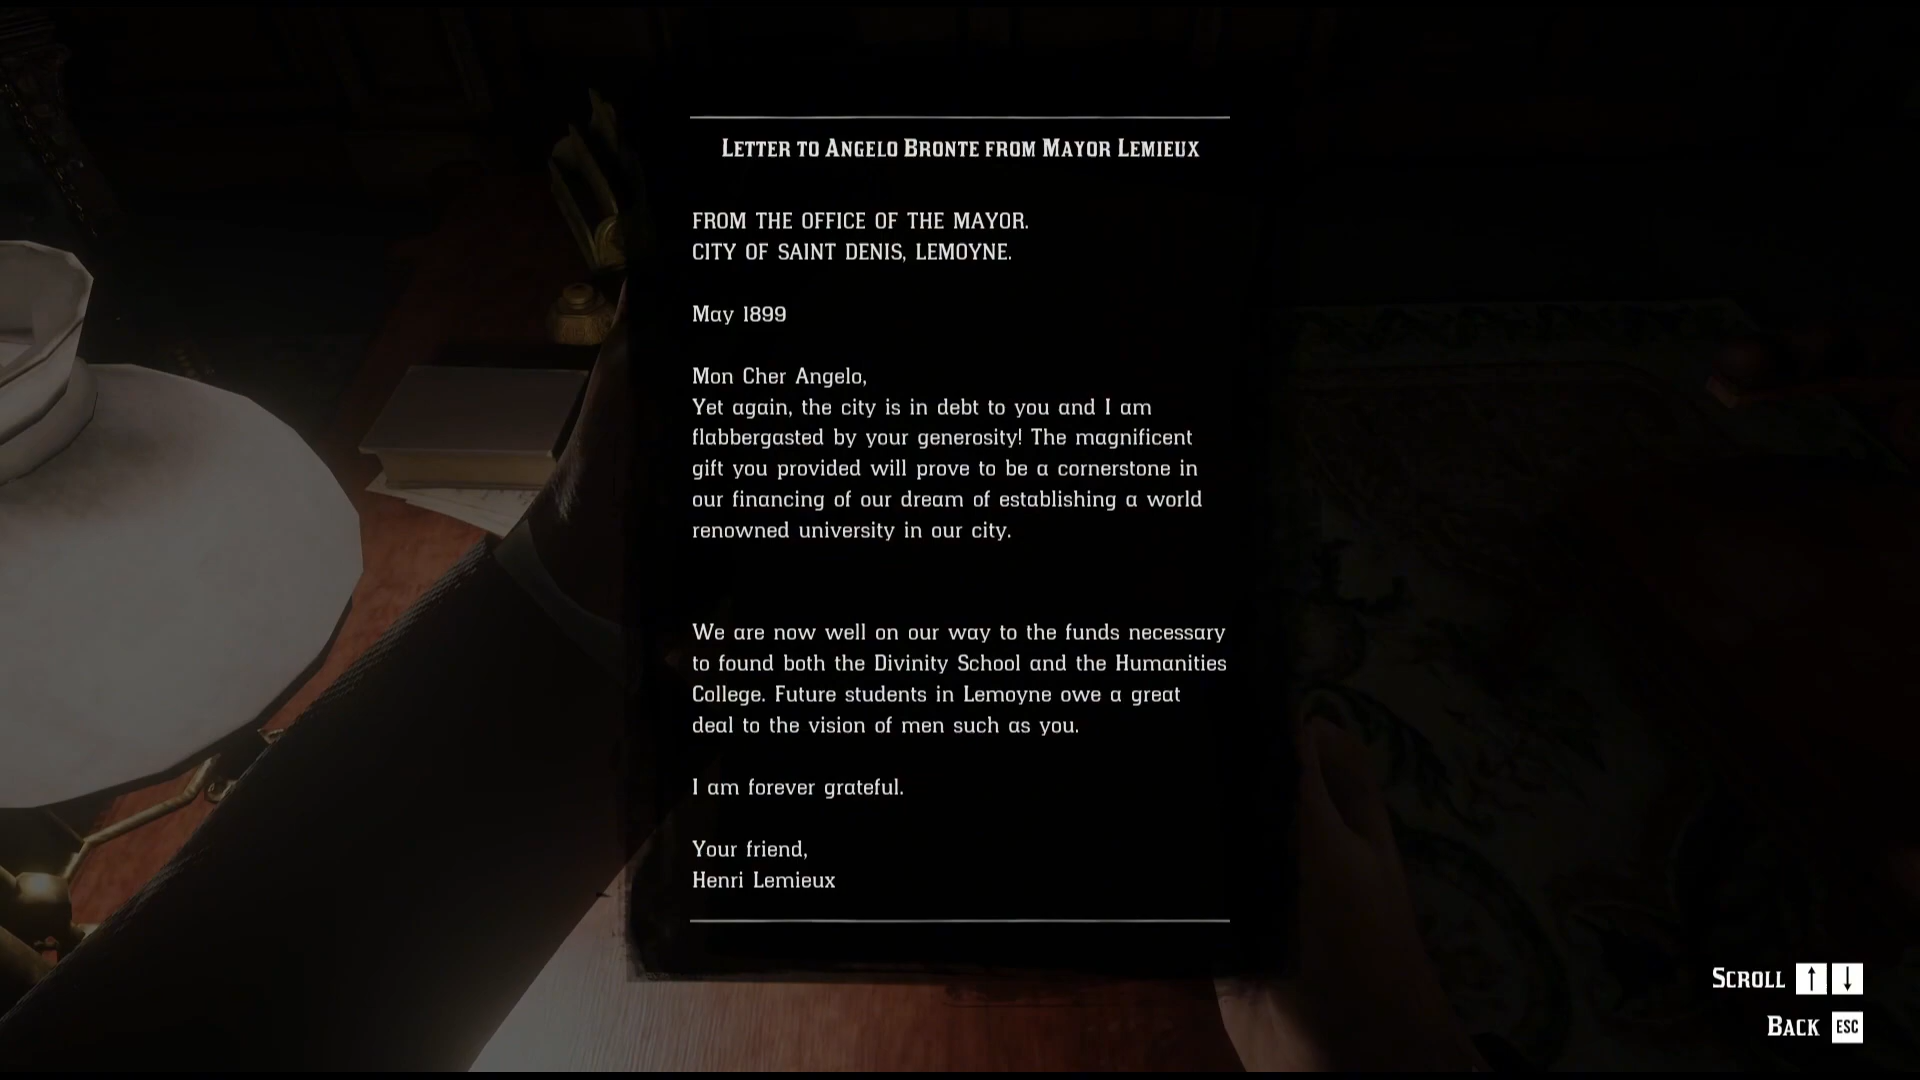 Letter to Angelo Bronte from Mayor Lemieux
FROM THE OFFICE OF THE MAYOR.
CITY OF SAINT DENIS, LEMOYNE.
May 1899
Mon Cher Angelo,
Yet again, the city is in debt to you and I am
flabbergasted by your generosity! The magnificent
gift you provided will prove to be a cornerstone in
our financing of our dream of establishing a world
renowned university in our city.
We are now well on our way to the funds necessary
to found both the Divinity School and the Humanities
College. Future students in Lemoyne owe a great
deal to the vision of men such as you.
I am forever grateful.
Your friend,
Henri Lemieux
Scroll ↑ ↓
Back ESC